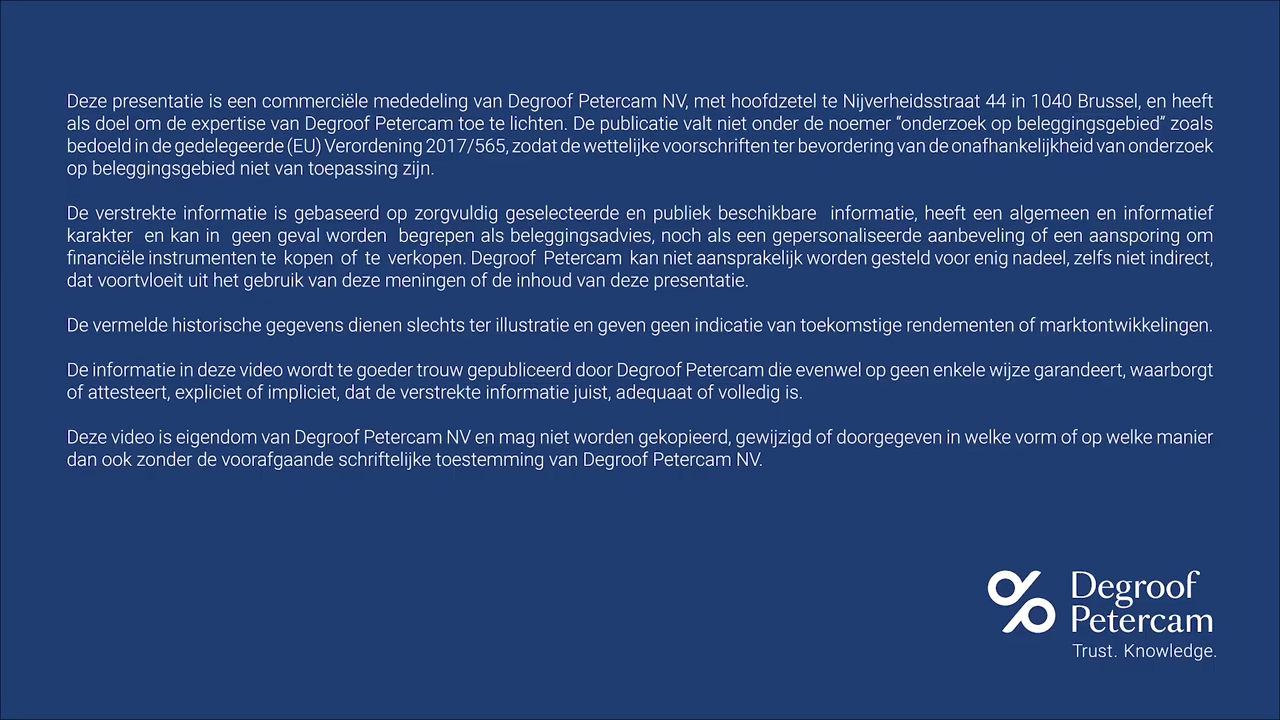 Deze presentatie is een commerciële mededeling van Degroof Petercam NV, met hoofdzetel te Nijverheidsstraat 44 in 1040 Brussel, en heeft
als doel om de expertise van Degroof Petercam toe te lichten. De publicatie valt niet onder de noemer “onderzoek op beleggingsgebied” zoals
bedoeld in de gedelegeerde (EU) Verordening 2017/565, zodat de wettelijke voorschriften ter bevordering van de onafhankelijkheid van onderzoek
op beleggingsgebied niet van toepassing zijn.
De verstrekte informatie is gebaseerd op zorgvuldig geselecteerde en publiek beschikbare informatie, heeft een algemeen en informatief
karakter en kan in geen geval worden begrepen als beleggingsadvies, noch als een gepersonaliseerde aanbeveling of een aansporing om
financiële instrumenten te kopen of te verkopen. Degroof Petercam kan niet aansprakelijk worden gesteld voor enig nadeel, zelfs niet indirect,
dat voortvloeit uit het gebruik van deze meningen of de inhoud van deze presentatie.
De vermelde historische gegevens dienen slechts ter illustratie en geven geen indicatie van toekomstige rendementen of marktontwikkelingen.
De informatie in deze video wordt te goeder trouw gepubliceerd door Degroof Petercam die evenwel op geen enkele wijze garandeert, waarborgt
of attesteert, expliciet of impliciet, dat de verstrekte informatie juist, adequaat of volledig is.
Deze video is eigendom van Degroof Petercam NV en mag niet worden gekopieerd, gewijzigd of doorgegeven in welke vorm of op welke manier
dan ook zonder de voorafgaande schriftelijke toestemming van Degroof Petercam NV.
Degroof
Petercam
Trust. Knowledge.